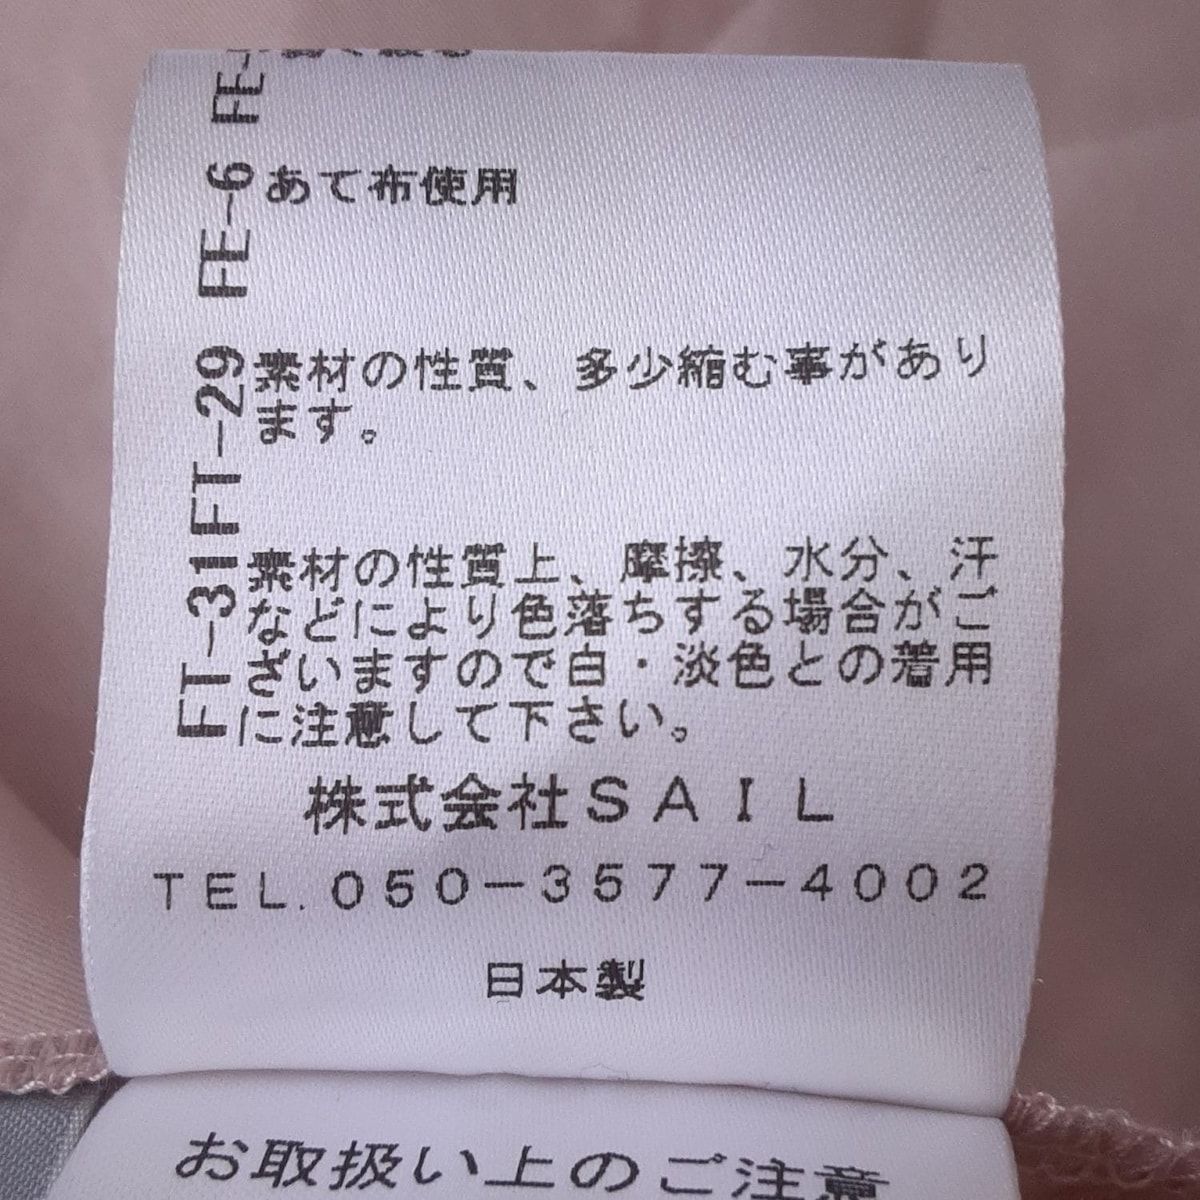 FE-6 あて布使用
FT-29 素材の性質、多少縮む事があり
ます。
FT-31 素材の性質上、摩擦、水分、汗
などにより色落ちする場合がご
ざいますので白・淡色との着用
に注意して下さい。
株式会社SAIL
TEL.050-3577-4002
日本製
お取扱い上のご注意